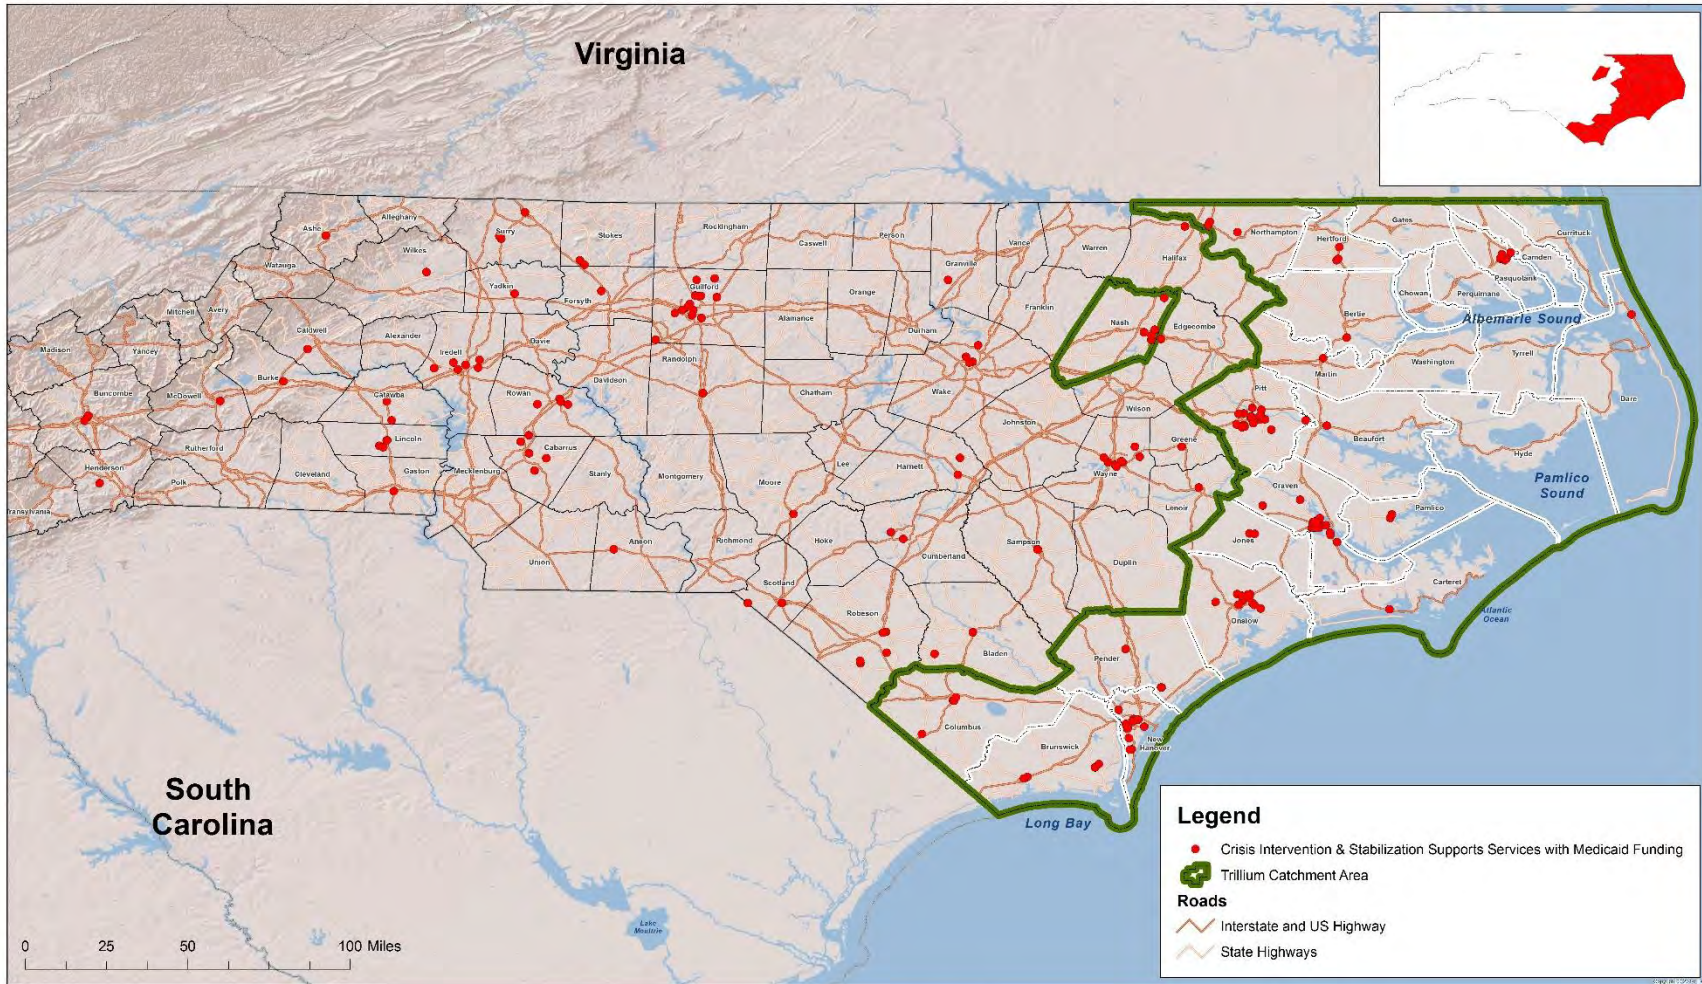 Virginia
Alleghany
Ashe
Surry
Stokes
Rockingham
Caswell
Person
Vance
Warren
Northampton
Gates
Currituck
Hertford
Camden
Pasquotank
Wilkes
Watauga
Halifax
Granville
Yadkin
Forsyth
Guilford
Orange
Franklin
Chowan
Perquimans
Mitchell
Avery
Alamance
Durham
Nash
Edgecombe
Bertie
Albemarle Sound
Caldwell
Alexander
Iredell
Davie
Madison
Yancey
Randolph
Washington
Tyrrell
Martin
Burke
Davidson
Buncombe
McDowell
Catawba
Rowan
Chatham
Wake
Pitt
Dare
Wilson
Johnston
Greene
Beaufort
Rutherford
Lincoln
Cabarrus
Hyde
Henderson
Polk
Cleveland
Gaston
Mecklenburg
Stanly
Montgomery
Moore
Lee
Harnett
Wayne
Pamlico
Sound
Craven
Transylvania
Lenoir
Pamlico
Union
Anson
Richmond
Hoke
Cumberland
Sampson
Duplin
Jones
Scotland
Carteret
Robeson
Onslow
Atlantic
Ocean
Bladen
Pender
Columbus
Brunswick
New
Hanover
South
Carolina
Long Bay
Lake
Moultrie
0 25 50 100 Miles
Legend
Crisis Intervention & Stabilization Supports Services with Medicaid Funding
Trillium Catchment Area
Roads
Interstate and US Highway
State Highways